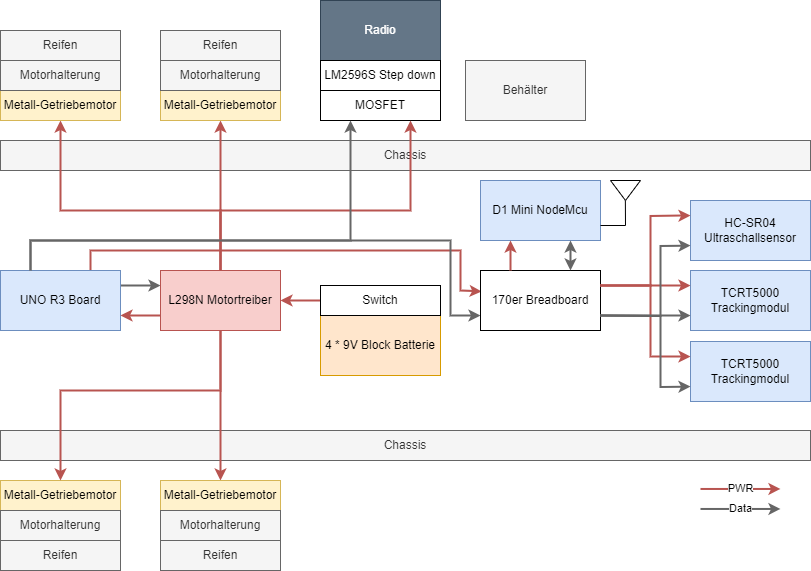 Reifen
Motorhalterung
Metall-Getriebemotor
Reifen
Motorhalterung
Metall-Getriebemotor
Radio
LM2596S Step down
MOSFET
Behälter
Chassis
D1 Mini NodeMcu
HC-SR04
Ultraschallsensor
UNO R3 Board
L298N Motortreiber
Switch
4 * 9V Block Batterie
170er Breadboard
TCRT5000
Trackingmodul
TCRT5000
Trackingmodul
Chassis
Metall-Getriebemotor
Motorhalterung
Reifen
Metall-Getriebemotor
Motorhalterung
Reifen
PWR
Data